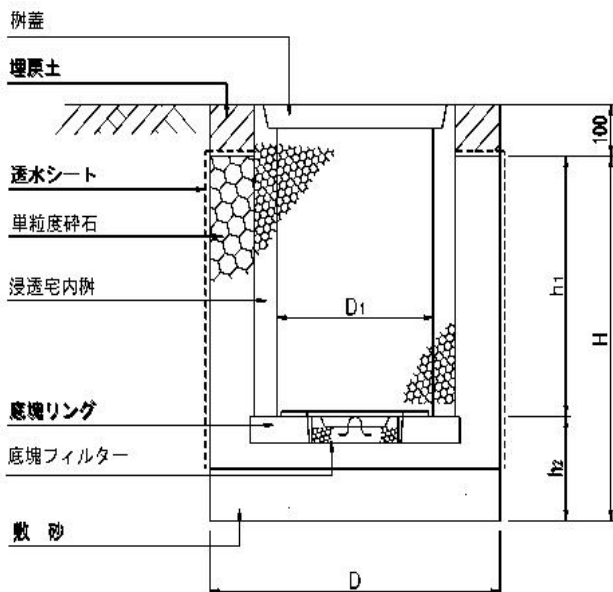 桝蓋
埋戻土
透水シート
単粒度砕石
浸透宅内桝
底塊リング
底塊フィルター
敷 砂
D1
D
100
h1
H
h2